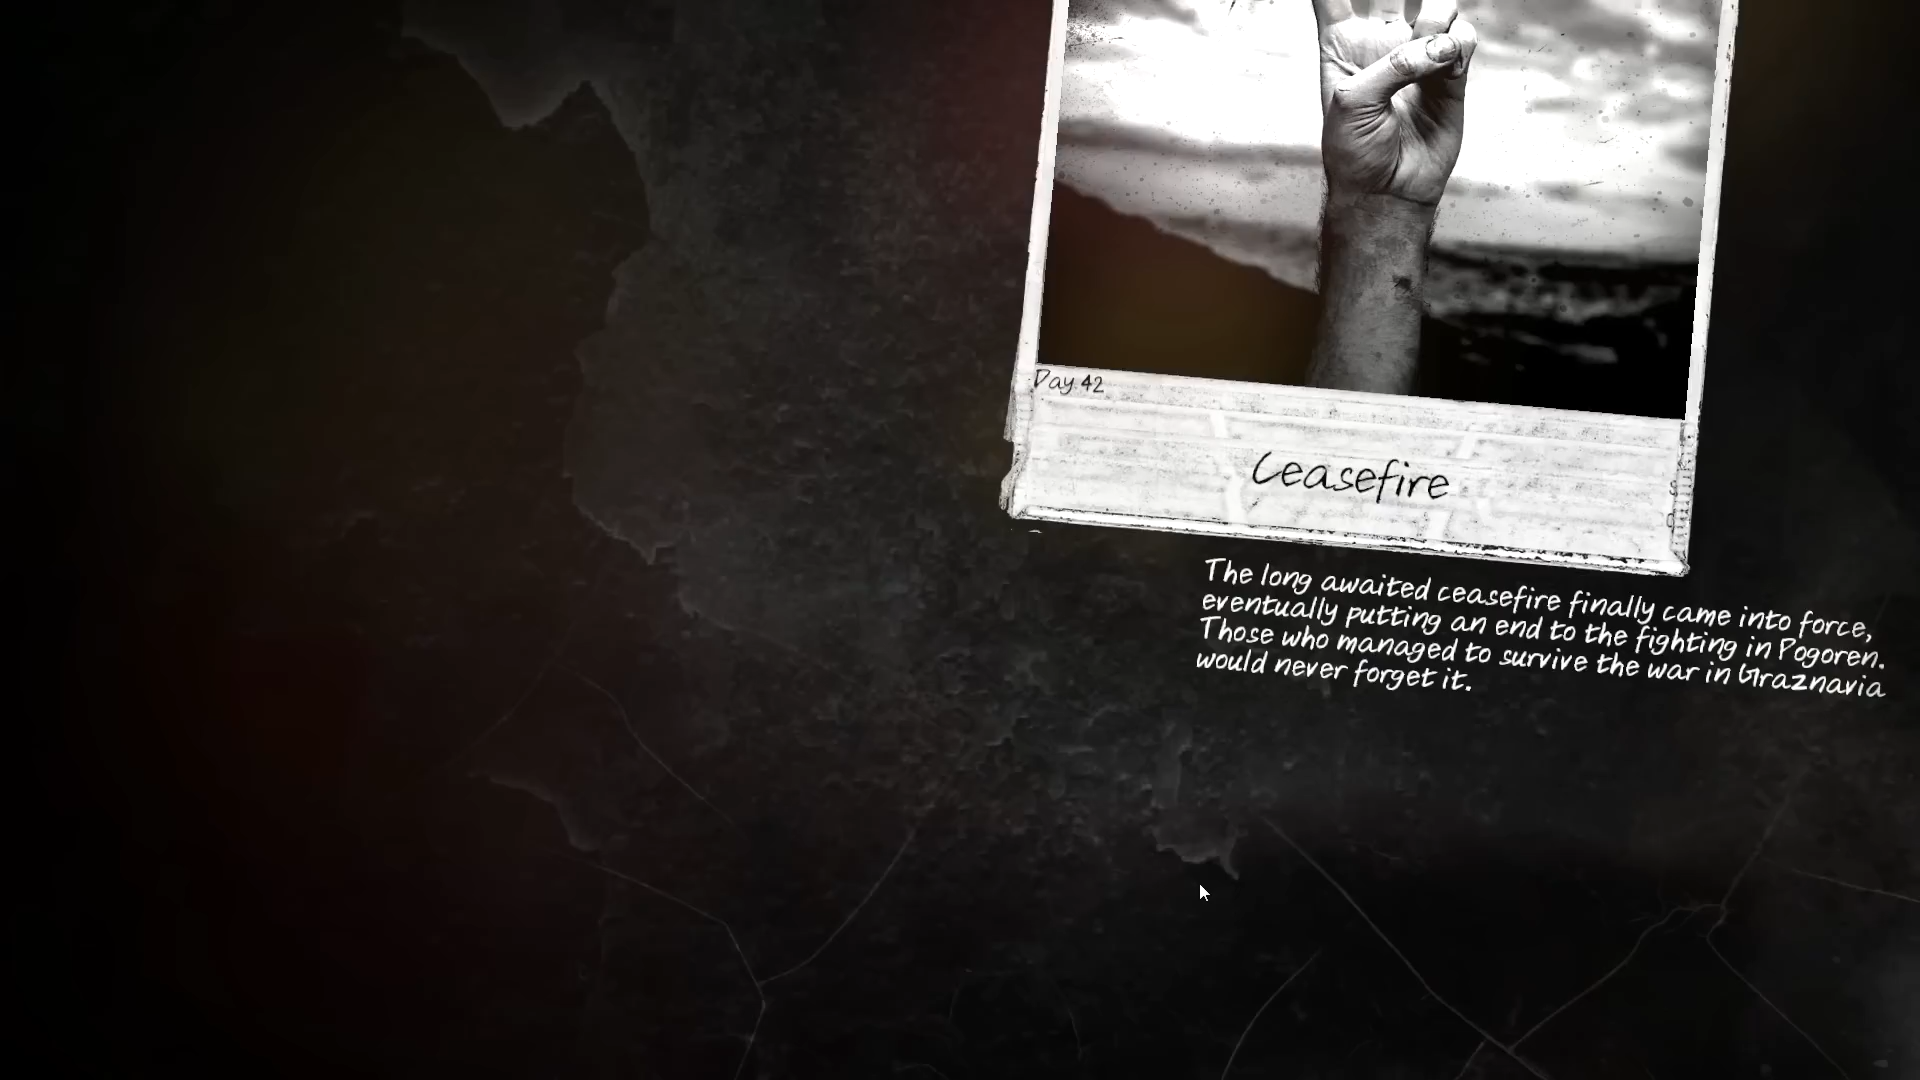 Day 42
Ceasefire
The long awaited ceasefire finally came into force,
eventually putting an end to the fighting in Pogoren.
Those who managed to survive the war in Graznavia
would never forget it.